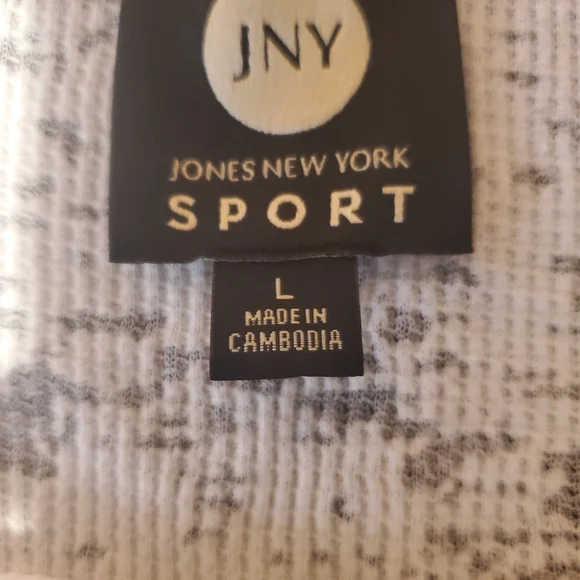 JNY
JONES NEW YORK
SPORT
L
MADE IN
CAMBODIA